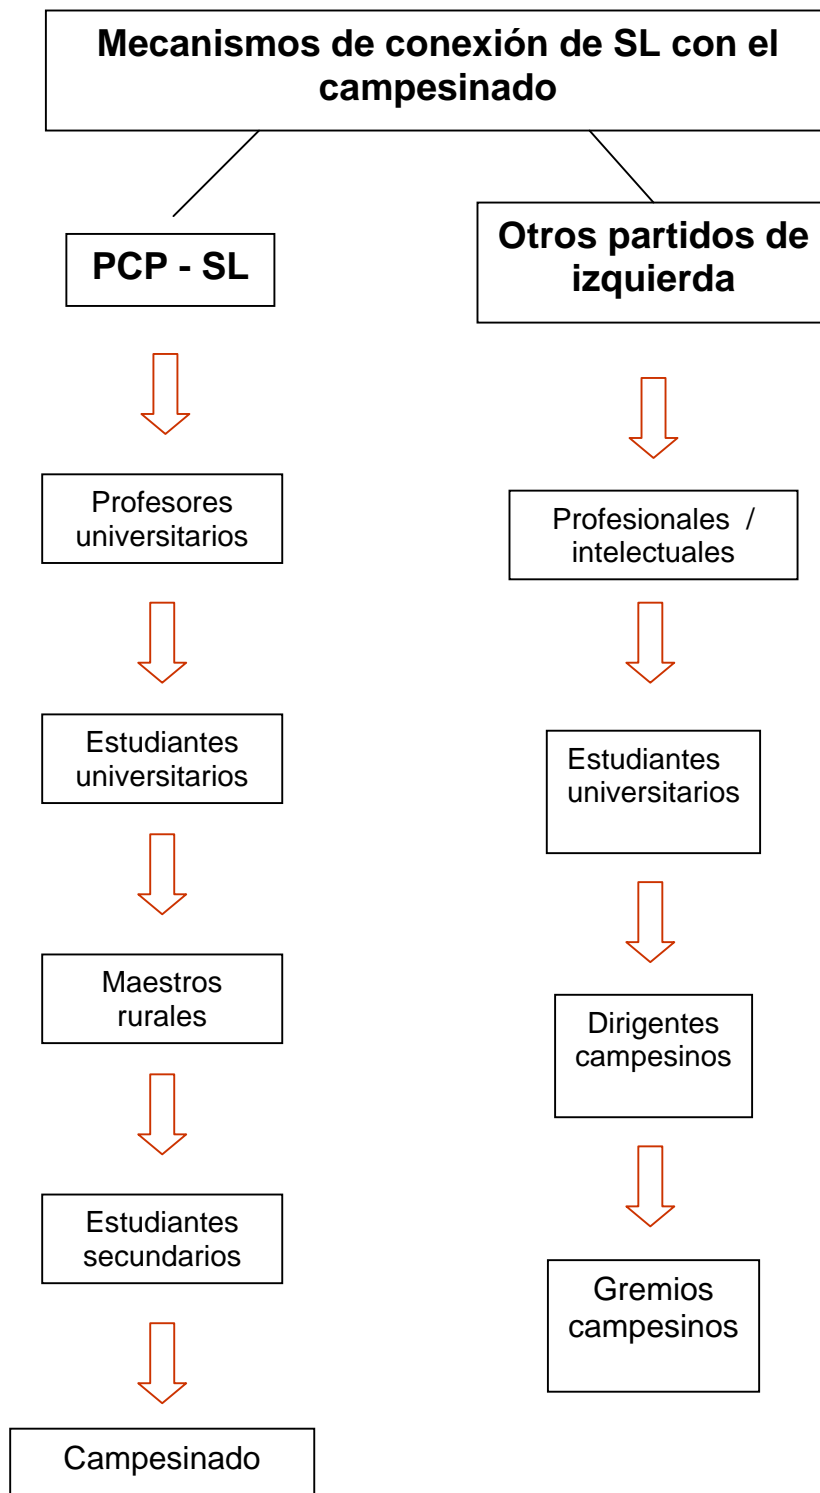 Mecanismos de conexión de SL con el
campesinado
PCP - SL
Otros partidos de
izquierda
Profesores
universitarios
Profesionales /
intelectuales
Estudiantes
universitarios
Estudiantes
universitarios
Maestros
rurales
Dirigentes
campesinos
Estudiantes
secundarios
Gremios
campesinos
Campesinado